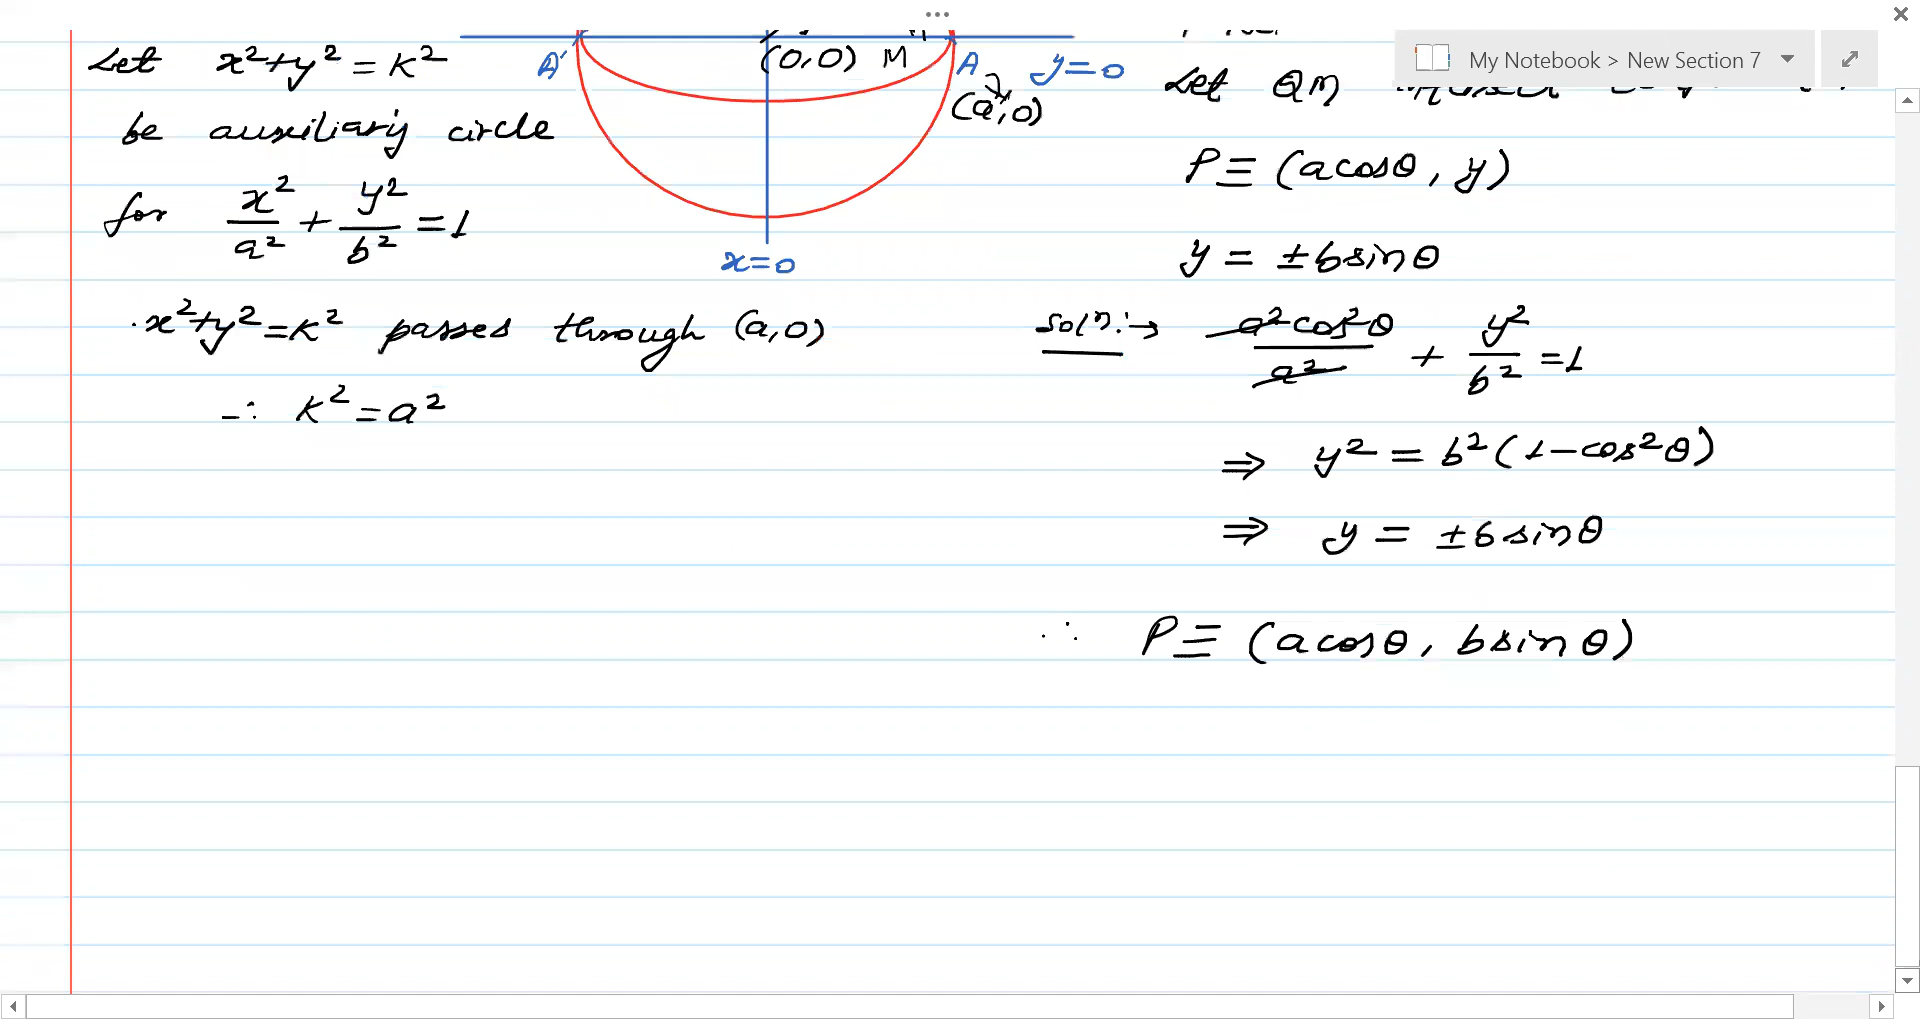 My Notebook > New Section 7
Let x²+y² = K²
be auxiliary circle
for x²/a² + y²/b² = 1
A' (0,0) M A y=0
(a,0)
x=0
x²+y²=K² passes through (a,0)
∴ K² = a²
Let QM
P ≡ (a cosθ, y)
y = ±b sinθ
solⁿ:→ a²cos²θ/a² + y²/b² = 1
⇒ y² = b²(1-cos²θ)
⇒ y = ±b sinθ
∴ P ≡ (a cosθ, b sinθ)